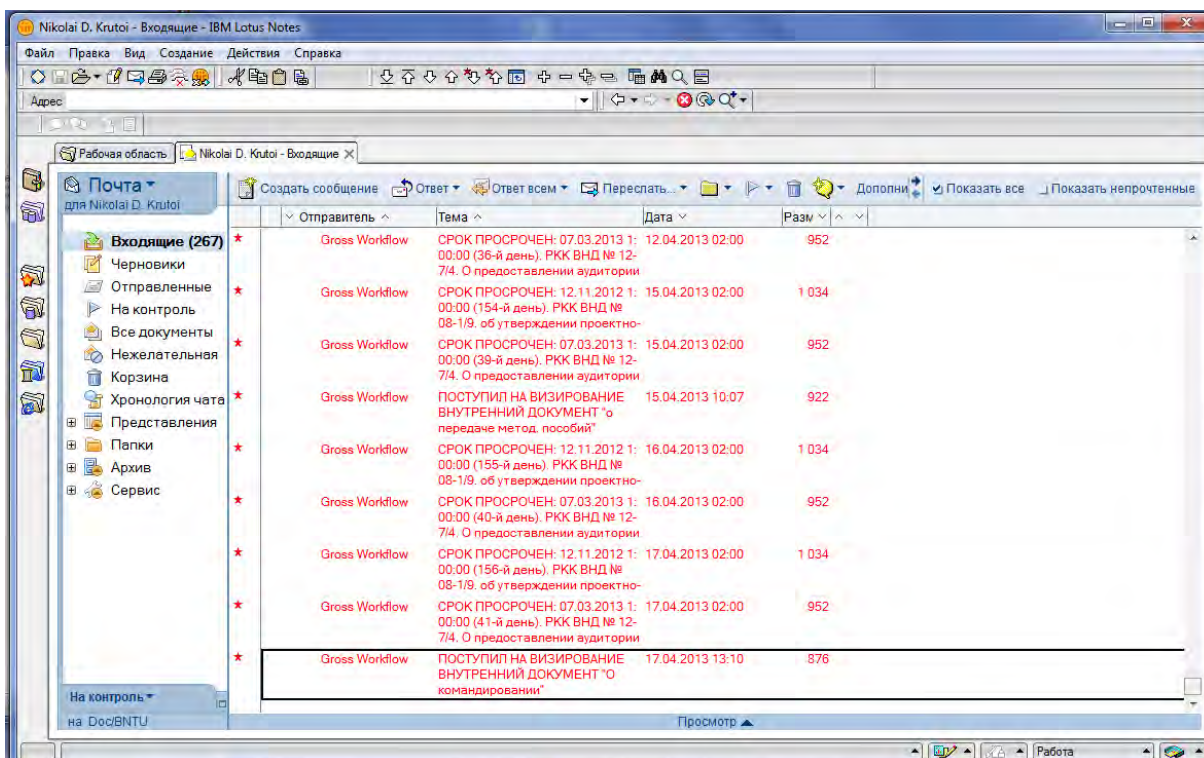 Nikolai D. Krutoi - Входящие - IBM Lotus Notes
Файл Правка Вид Создание Действия Справка
Адрес
Рабочая область Nikolai D. Krutoi - Входящие
Почта
для Nikolai D. Krutoi
Создать сообщение Ответ Ответ всем Переслать... Дополни Показать все Показать непрочтенные
Отправитель Тема Дата Разм
Входящие (267)
Черновики
Отправленные
На контроль
Все документы
Нежелательная
Корзина
Хронология чата
Представления
Папки
Архив
Сервис
Gross Workflow СРОК ПРОСРОЧЕН: 07.03.2013 1: 12.04.2013 02:00 952
00:00 (36-й день). РКК ВНД № 12-
7/4. О предоставлении аудитории
Gross Workflow СРОК ПРОСРОЧЕН: 12.11.2012 1: 15.04.2013 02:00 1 034
00:00 (154-й день). РКК ВНД №
08-1/9. об утверждении проектно-
Gross Workflow СРОК ПРОСРОЧЕН: 07.03.2013 1: 15.04.2013 02:00 952
00:00 (39-й день). РКК ВНД № 12-
7/4. О предоставлении аудитории
Gross Workflow ПОСТУПИЛ НА ВИЗИРОВАНИЕ 15.04.2013 10:07 922
ВНУТРЕННИЙ ДОКУМЕНТ "о
передаче метод. пособий"
Gross Workflow СРОК ПРОСРОЧЕН: 12.11.2012 1: 16.04.2013 02:00 1 034
00:00 (155-й день). РКК ВНД №
08-1/9. об утверждении проектно-
Gross Workflow СРОК ПРОСРОЧЕН: 07.03.2013 1: 16.04.2013 02:00 952
00:00 (40-й день). РКК ВНД № 12-
7/4. О предоставлении аудитории
Gross Workflow СРОК ПРОСРОЧЕН: 12.11.2012 1: 17.04.2013 02:00 1 034
00:00 (156-й день). РКК ВНД №
08-1/9. об утверждении проектно-
Gross Workflow СРОК ПРОСРОЧЕН: 07.03.2013 1: 17.04.2013 02:00 952
00:00 (41-й день). РКК ВНД № 12-
7/4. О предоставлении аудитории
Gross Workflow ПОСТУПИЛ НА ВИЗИРОВАНИЕ 17.04.2013 13:10 876
ВНУТРЕННИЙ ДОКУМЕНТ "О
командировании"
На контроль
на Doc/BNTU
Просмотр
Работа